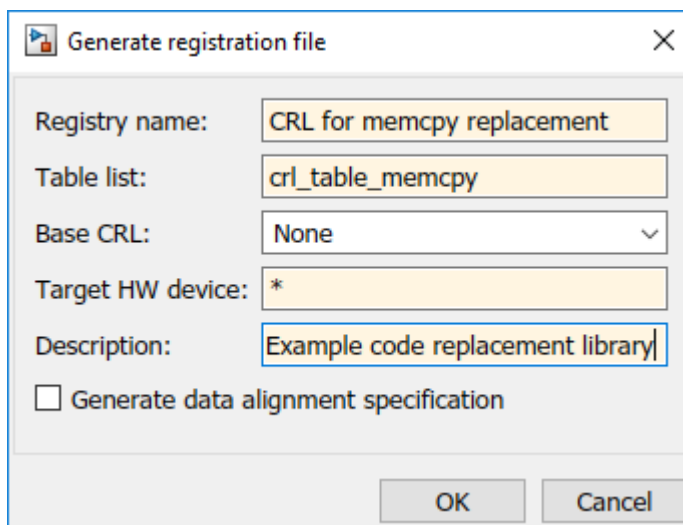 Generate registration file
Registry name: CRL for memcpy replacement
Table list: crl_table_memcpy
Base CRL: None
Target HW device: *
Description: Example code replacement library
Generate data alignment specification
OK Cancel